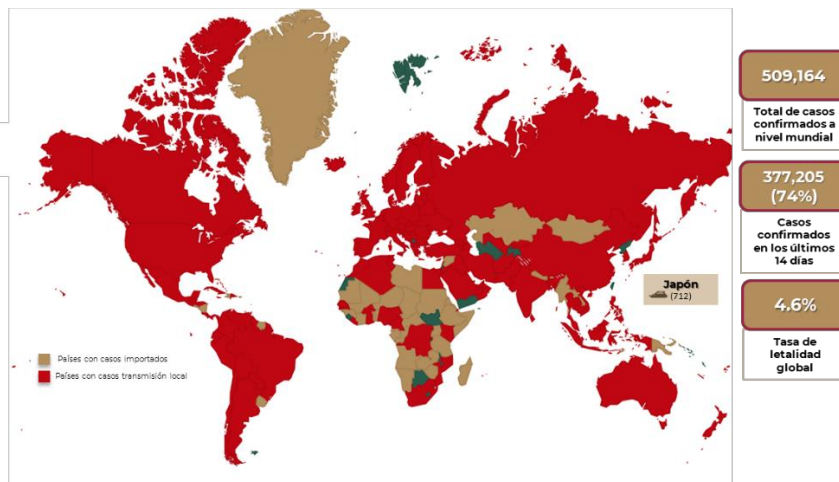 509,164
Total de casos
confirmados a
nivel mundial
377,205
(74%)
Casos
confirmados
en los últimos
14 días
4.6%
Tasa de
letalidad
global
Japón
(712)
Países con casos importados
Países con casos transmisión local